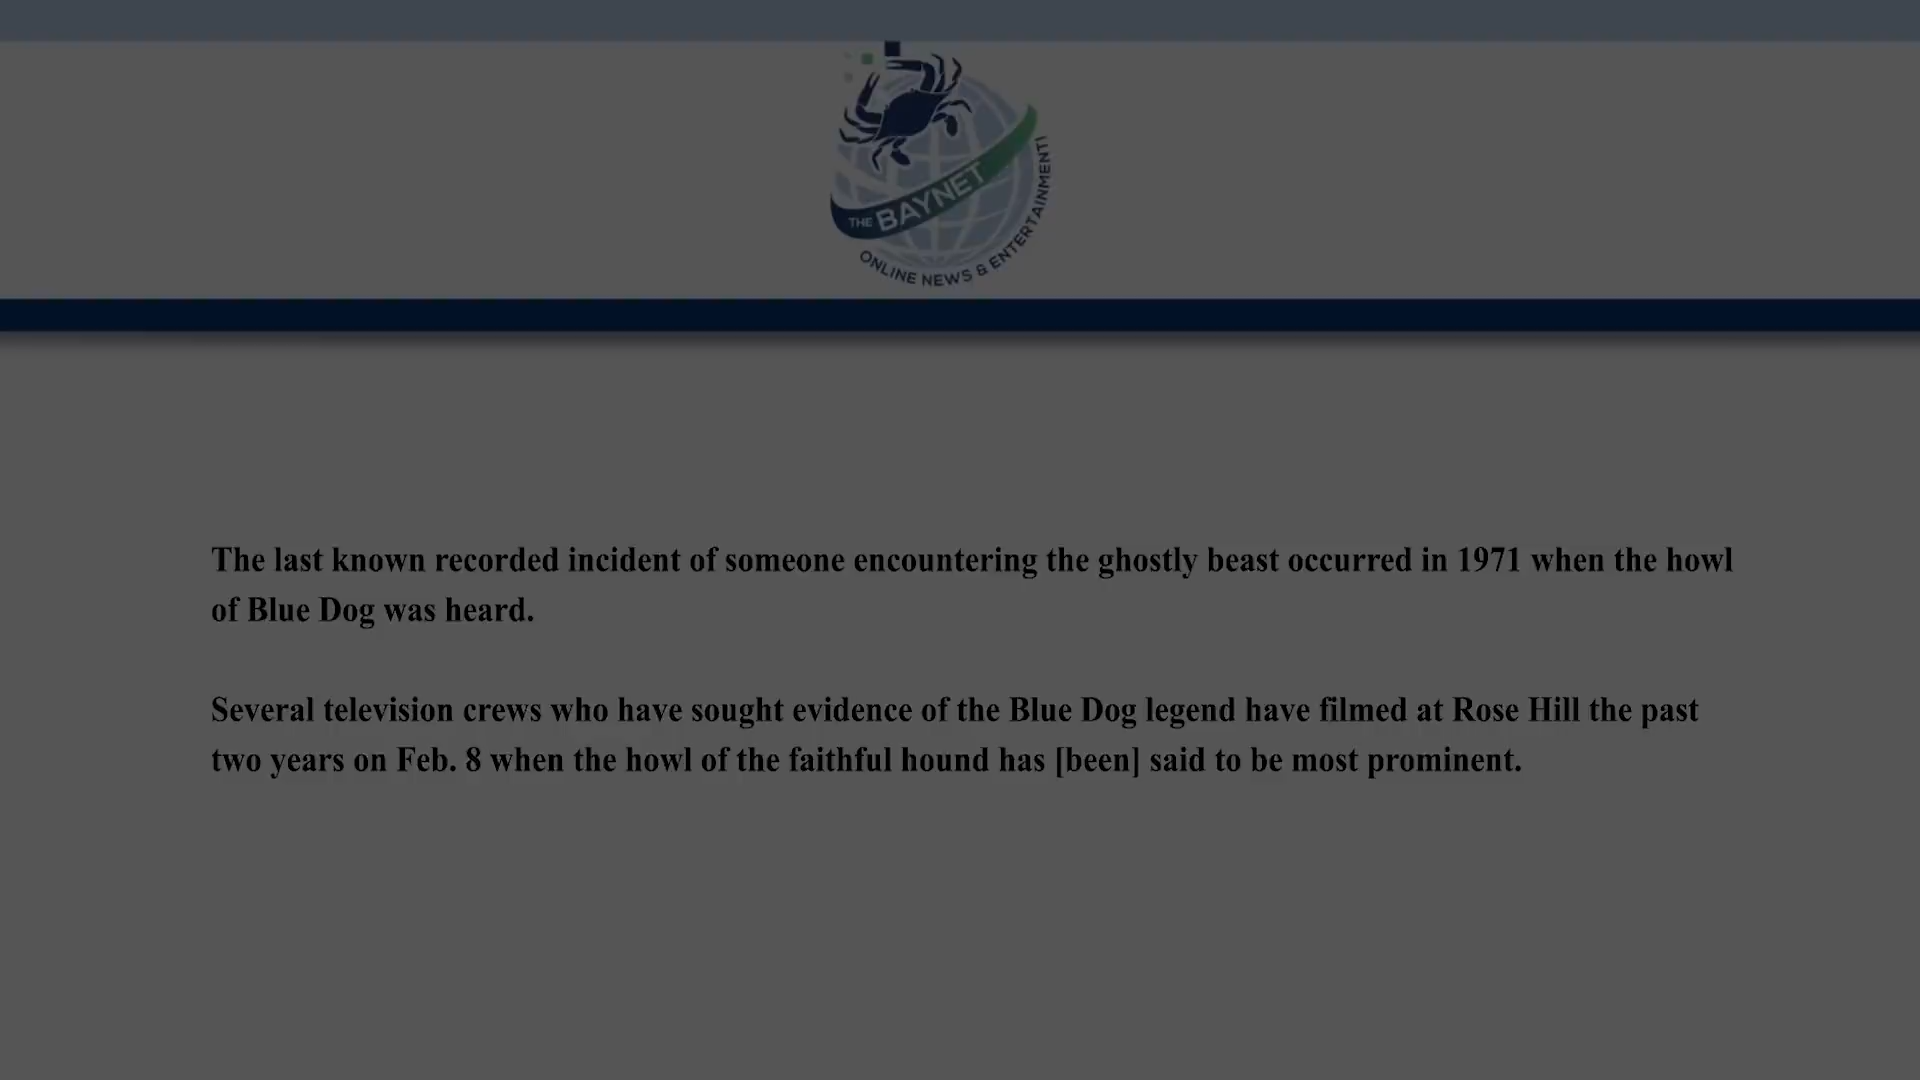 THE BAYNET
ONLINE NEWS & ENTERTAINMENT!
The last known recorded incident of someone encountering the ghostly beast occurred in 1971 when the howl
of Blue Dog was heard.
Several television crews who have sought evidence of the Blue Dog legend have filmed at Rose Hill the past
two years on Feb. 8 when the howl of the faithful hound has [been] said to be most prominent.